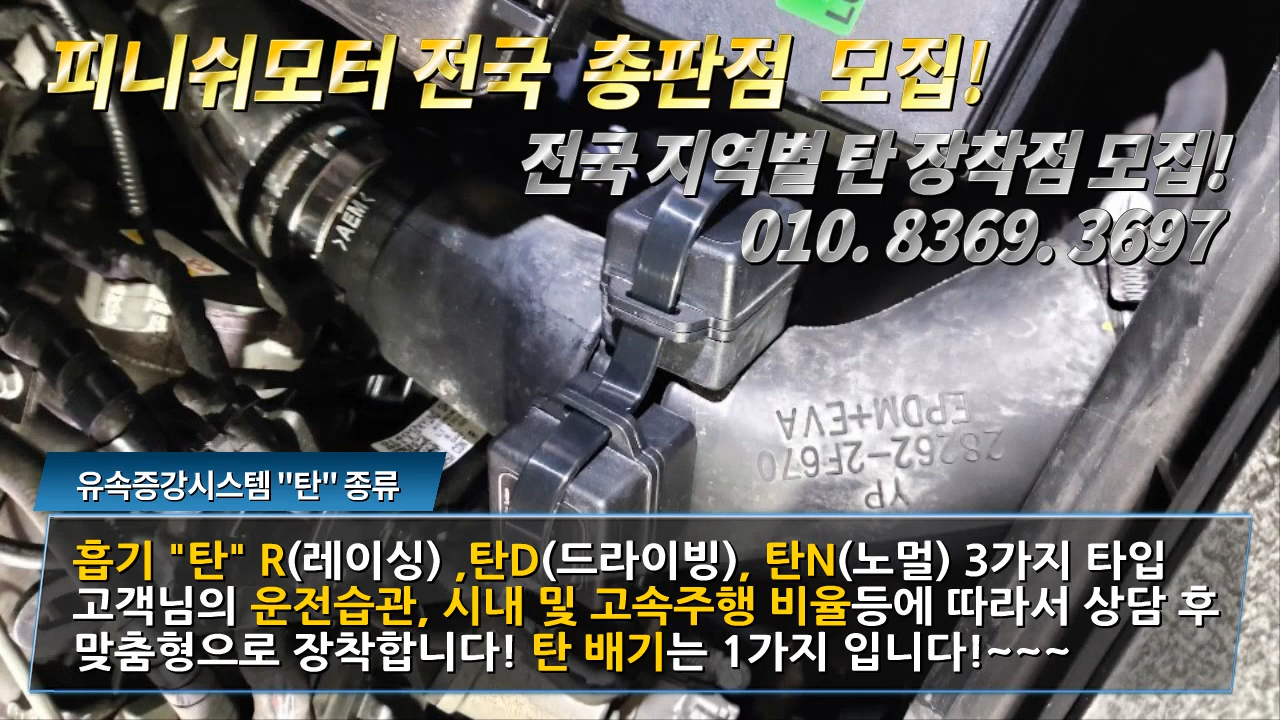 피니쉬모터 전국 총판점 모집!
전국 지역별 탄 장착점 모집!
010. 8369. 3697
>AEM<
EPDM+EVA
28262-2F670
YP
유속증강시스템 "탄" 종류
흡기 "탄" R(레이싱) ,탄D(드라이빙), 탄N(노멀) 3가지 타입
고객님의 운전습관, 시내 및 고속주행 비율등에 따라서 상담 후
맞춤형으로 장착합니다! 탄 배기는 1가지 입니다!~~~